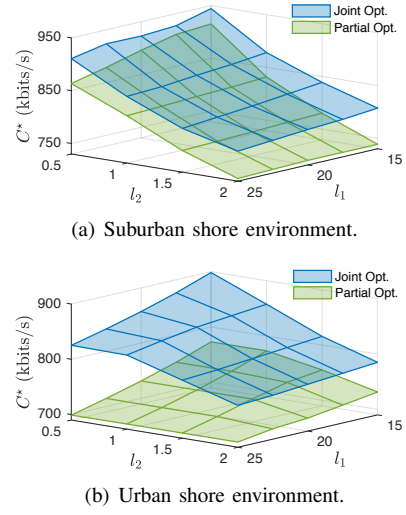 Joint Opt.
Partial Opt.
950
850
750
C* (kbits/s)
0.5
1
1.5
2
l₂
25
20
15
l₁
(a) Suburban shore environment.
Joint Opt.
Partial Opt.
900
800
700
C* (kbits/s)
0.5
1
1.5
2
l₂
25
20
15
l₁
(b) Urban shore environment.